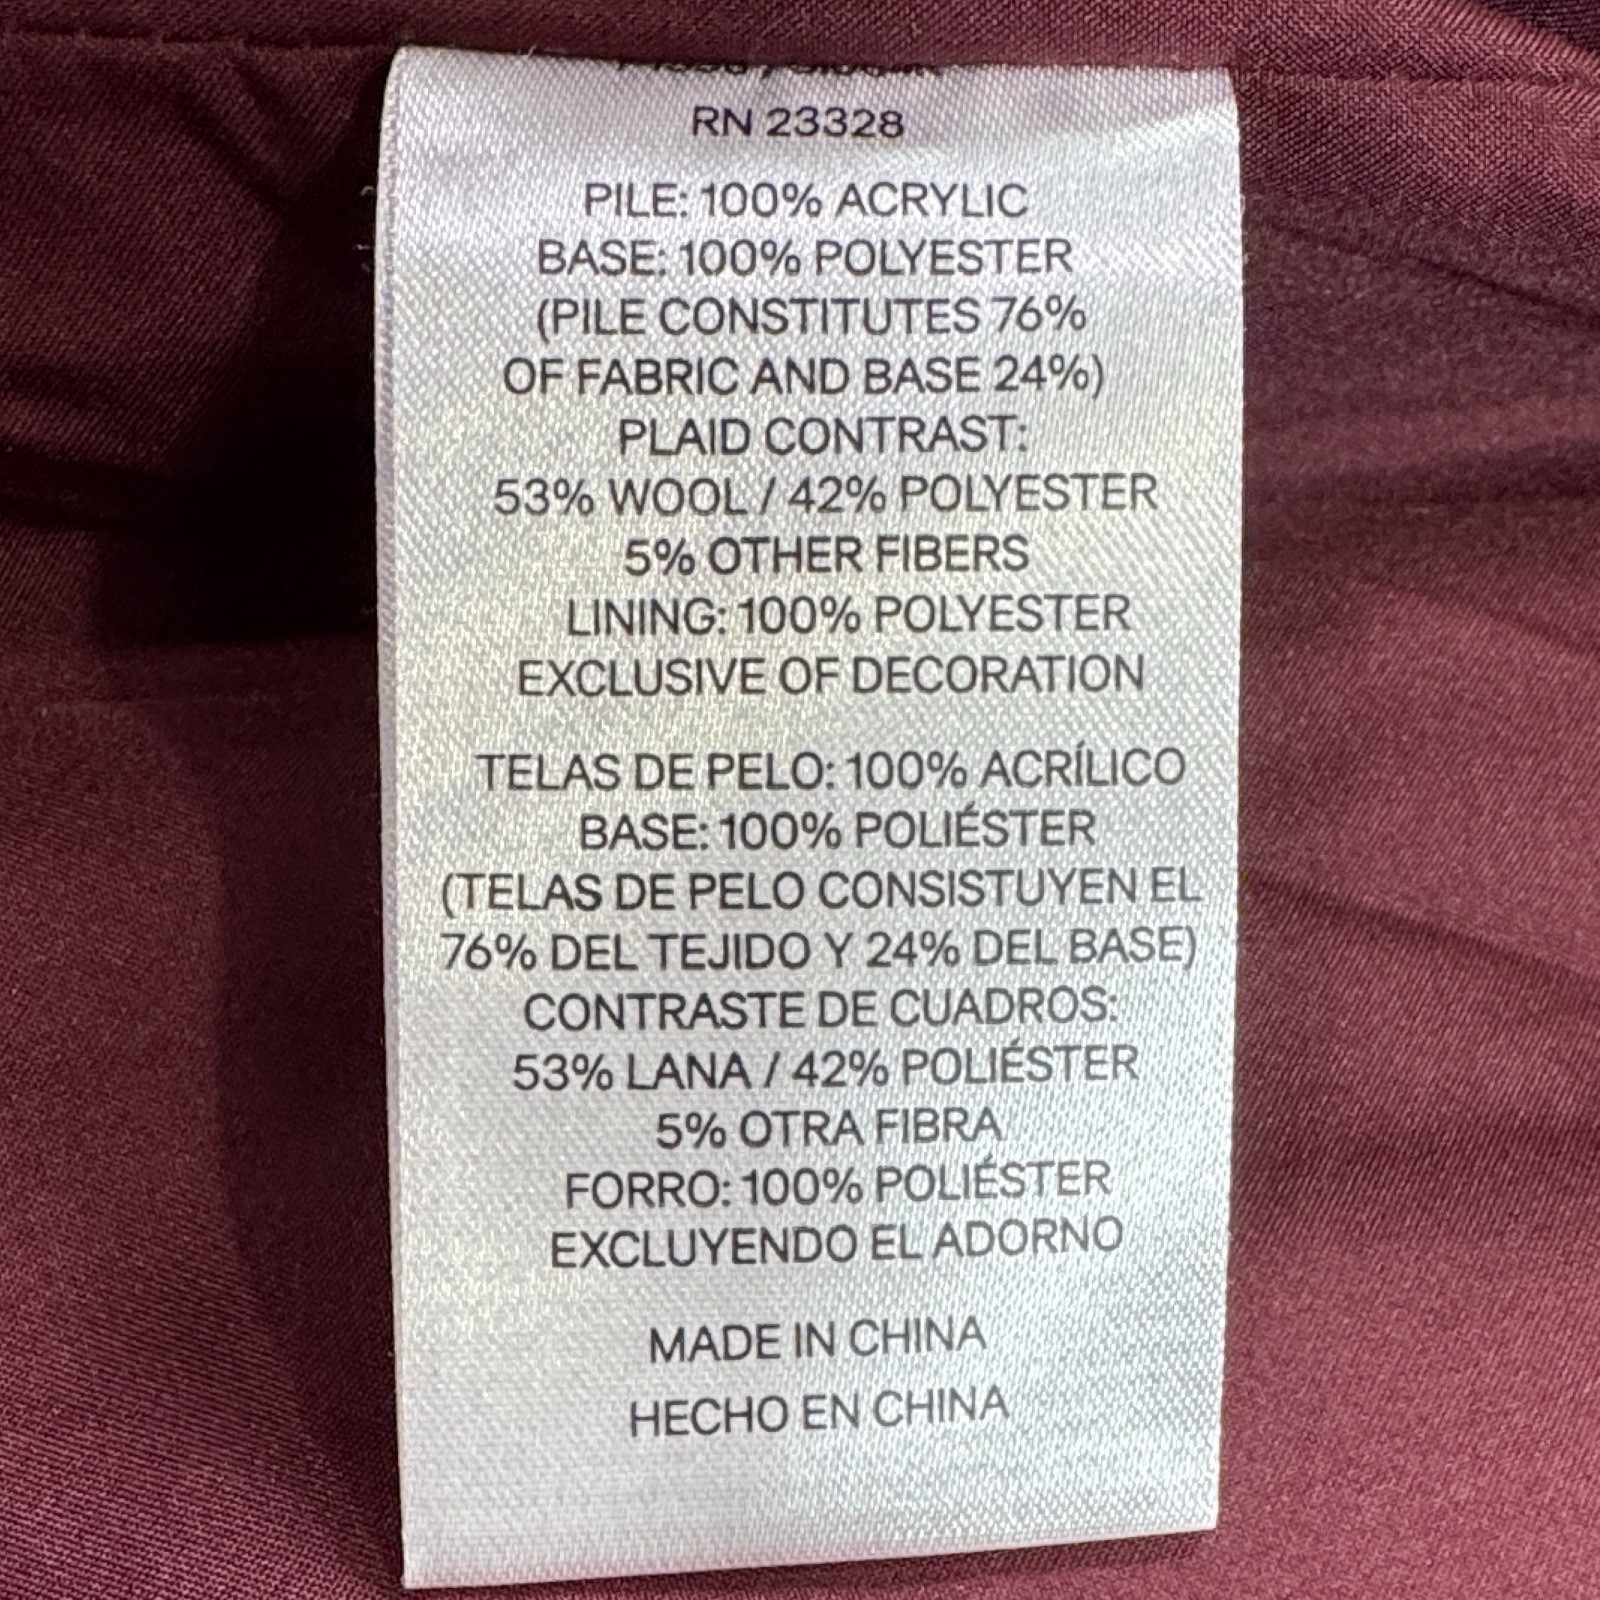 RN 23328
PILE: 100% ACRYLIC
BASE: 100% POLYESTER
(PILE CONSTITUTES 76%
OF FABRIC AND BASE 24%)
PLAID CONTRAST:
53% WOOL / 42% POLYESTER
5% OTHER FIBERS
LINING: 100% POLYESTER
EXCLUSIVE OF DECORATION
TELAS DE PELO: 100% ACRÍLICO
BASE: 100% POLIÉSTER
(TELAS DE PELO CONSISTUYEN EL
76% DEL TEJIDO Y 24% DEL BASE)
CONTRASTE DE CUADROS:
53% LANA / 42% POLIÉSTER
5% OTRA FIBRA
FORRO: 100% POLIÉSTER
EXCLUYENDO EL ADORNO
MADE IN CHINA
HECHO EN CHINA